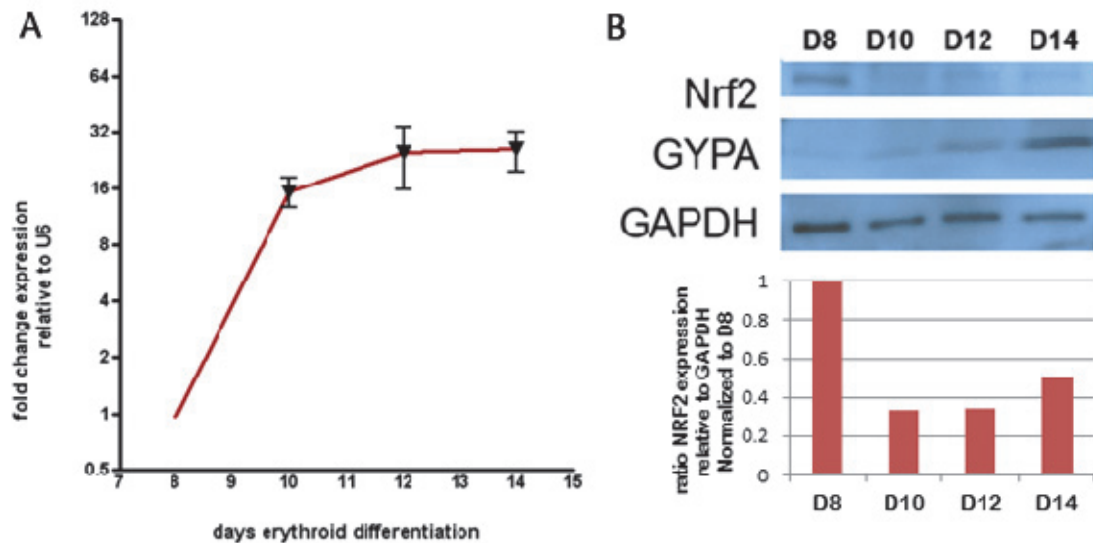 A
128
64
32
16
8
4
2
1
0.5
fold change expression
relative to U6
7 8 9 10 11 12 13 14 15
days erythroid differentiation
B
D8 D10 D12 D14
Nrf2
GYPA
GAPDH
1
0.8
0.6
0.4
0.2
0
ratio NRF2 expression
relative to GAPDH
Normalized to D8
D8 D10 D12 D14